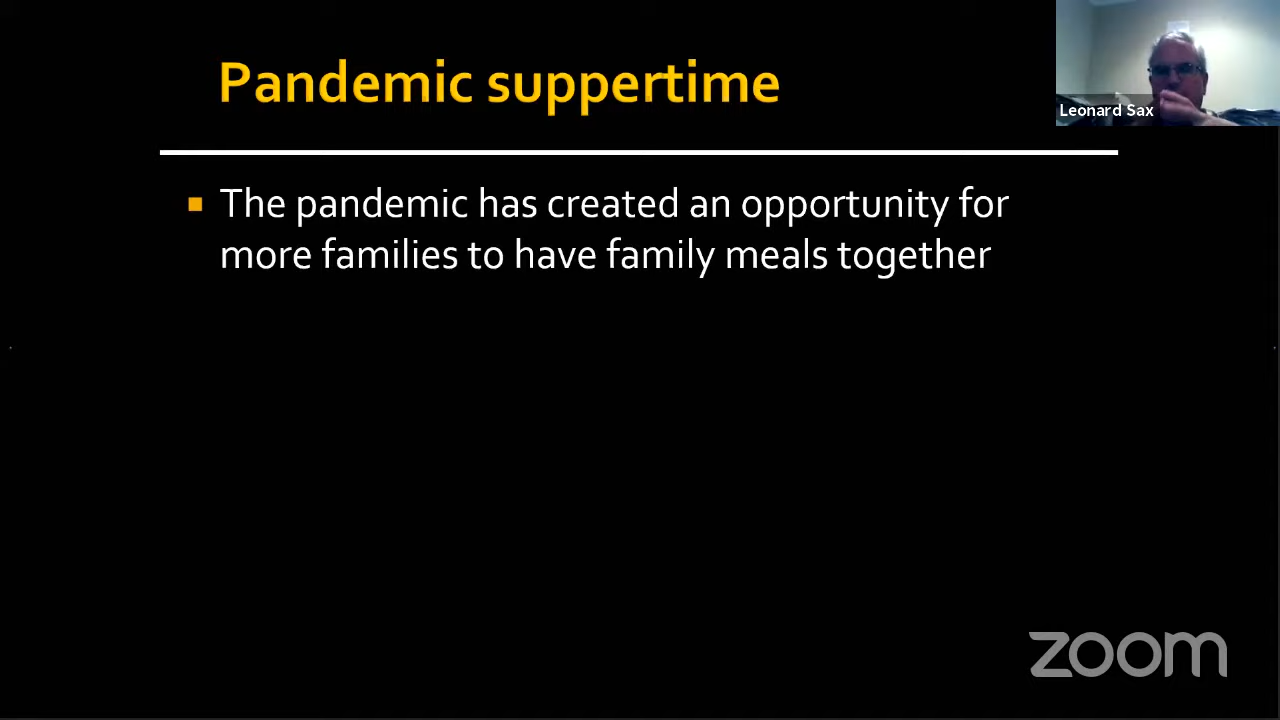 Pandemic suppertime
Leonard Sax
The pandemic has created an opportunity for
more families to have family meals together
zoom